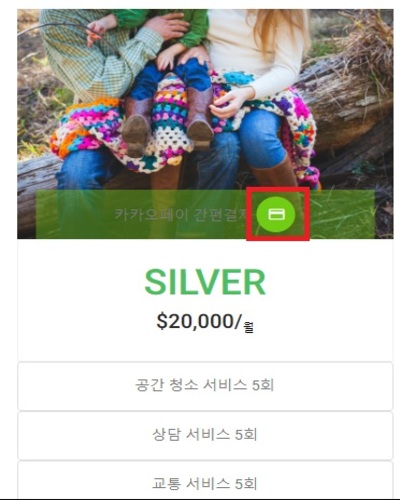 카카오페이 간편결제
SILVER
$20,000/월
공간 청소 서비스 5회
상담 서비스 5회
교통 서비스 5회